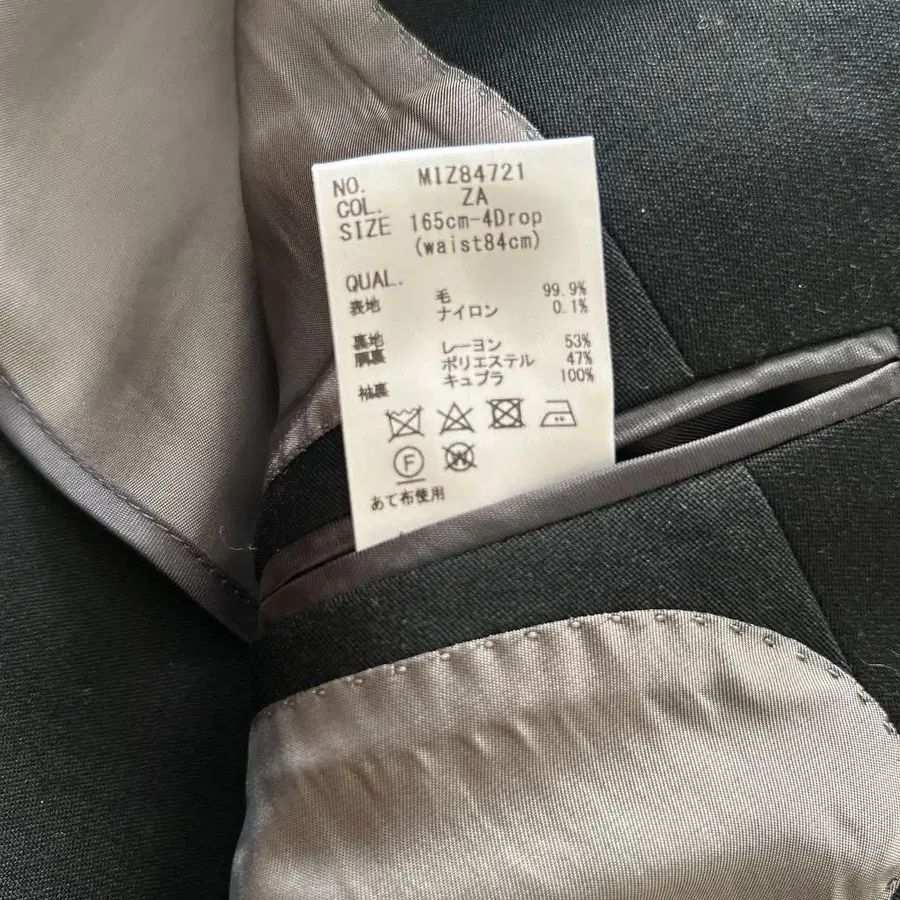 NO. MIZ84721
COL. ZA
SIZE 165cm-4Drop
(waist84cm)
QUAL.
表地 毛 99.9%
ナイロン 0.1%
裏地
胴裏 レーヨン 53%
ポリエステル 47%
袖裏 キュプラ 100%
F W
あて布使用